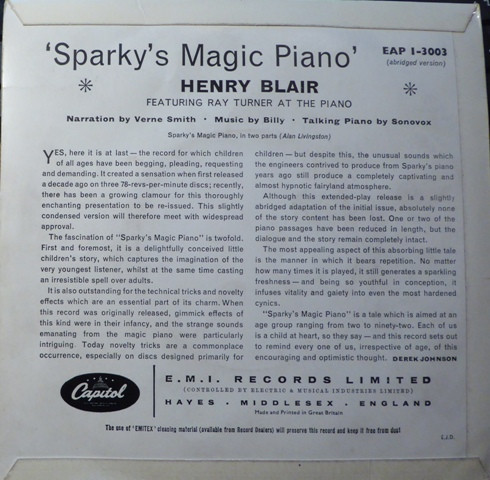 'Sparky's Magic Piano'
EAP 1-3003
(abridged version)
HENRY BLAIR
FEATURING RAY TURNER AT THE PIANO
Narration by Verne Smith • Music by Billy • Talking Piano by Sonovox
Sparky's Magic Piano, in two parts (Alan Livingston)
YES, here it is at last — the record for which children
of all ages have been begging, pleading, requesting
and demanding. It created a sensation when first released
a decade ago on three 78-revs-per-minute discs; recently,
there has been a growing clamour for this thoroughly
enchanting presentation to be re-issued. This slightly
condensed version will therefore meet with widespread
approval.
The fascination of "Sparky's Magic Piano" is twofold.
First and foremost, it is a delightfully conceived little
children's story, which captures the imagination of the
very youngest listener, whilst at the same time casting
an irresistible spell over adults.
It is also outstanding for the technical tricks and novelty
effects which are an essential part of its charm. When
this record was originally released, gimmick effects of
this kind were in their infancy, and the strange sounds
emanating from the magic piano were particularly
intriguing. Today novelty tricks are a commonplace
occurrence, especially on discs designed primarily for
children — but despite this, the unusual sounds which
the engineers contrived to produce from Sparky's piano
years ago still produce a completely captivating and
almost hypnotic fairyland atmosphere.
Although this extended-play release is a slightly
abridged adaptation of the initial issue, absolutely none
of the story content has been lost. One or two of the
piano passages have been reduced in length, but the
dialogue and the story remain completely intact.
The most appealing aspect of this absorbing little tale
is the manner in which it bears repetition. No matter
how many times it is played, it still generates a sparkling
freshness — and being so youthful in conception, it
infuses vitality and gaiety into even the most hardened
cynics.
"Sparky's Magic Piano" is a tale which is aimed at an
age group ranging from two to ninety-two. Each of us
is a child at heart, so they say — and this record sets out
to remind every one of us, irrespective of age, of this
encouraging and optimistic thought. DEREK JOHNSON
Capitol
E.M.I. RECORDS LIMITED
(CONTROLLED BY ELECTRIC & MUSICAL INDUSTRIES LIMITED)
HAYES • MIDDLESEX • ENGLAND
Made and Printed in Great Britain
The use of "EMITEX" cleaning material (available from Record Dealers) will preserve this record and keep it free from dust
L.J.D.